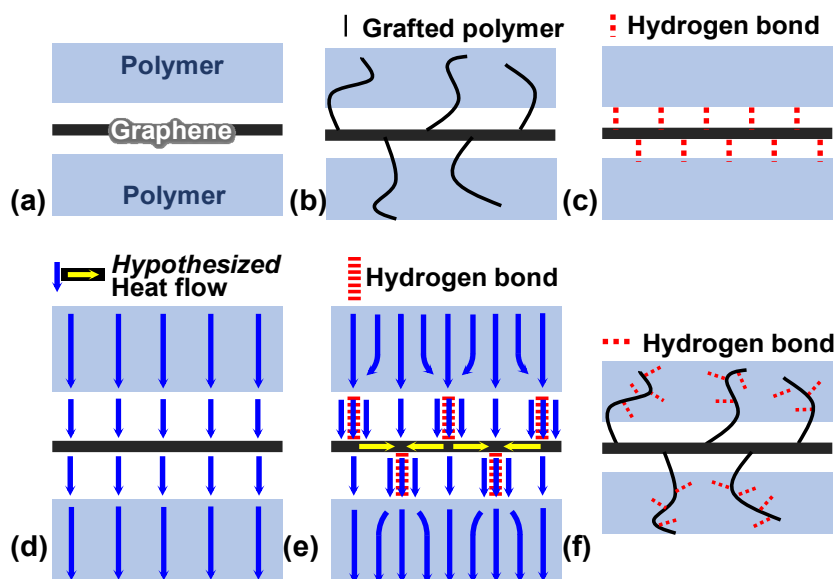 Polymer
Graphene
Polymer
(a)
Grafted polymer
(b)
Hydrogen bond
(c)
Hypothesized
Heat flow
(d)
Hydrogen bond
(e)
Hydrogen bond
(f)